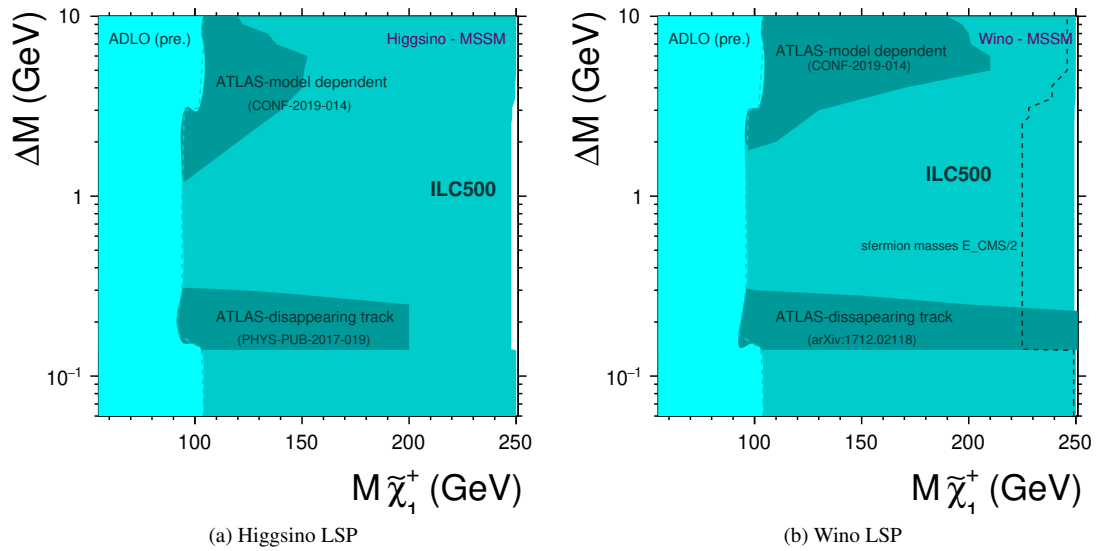 ΔM (GeV)
10
1
10⁻¹
ADLO (pre.)
Higgsino - MSSM
ATLAS-model dependent
(CONF-2019-014)
ILC500
ATLAS-disappearing track
(PHYS-PUB-2017-019)
100 150 200 250
M χ̃₁⁺ (GeV)
(a) Higgsino LSP
ΔM (GeV)
10
1
10⁻¹
ADLO (pre.)
Wino - MSSM
ATLAS-model dependent
(CONF-2019-014)
ILC500
sfermion masses E_CMS/2
ATLAS-dissapearing track
(arXiv:1712.02118)
100 150 200 250
M χ̃₁⁺ (GeV)
(b) Wino LSP